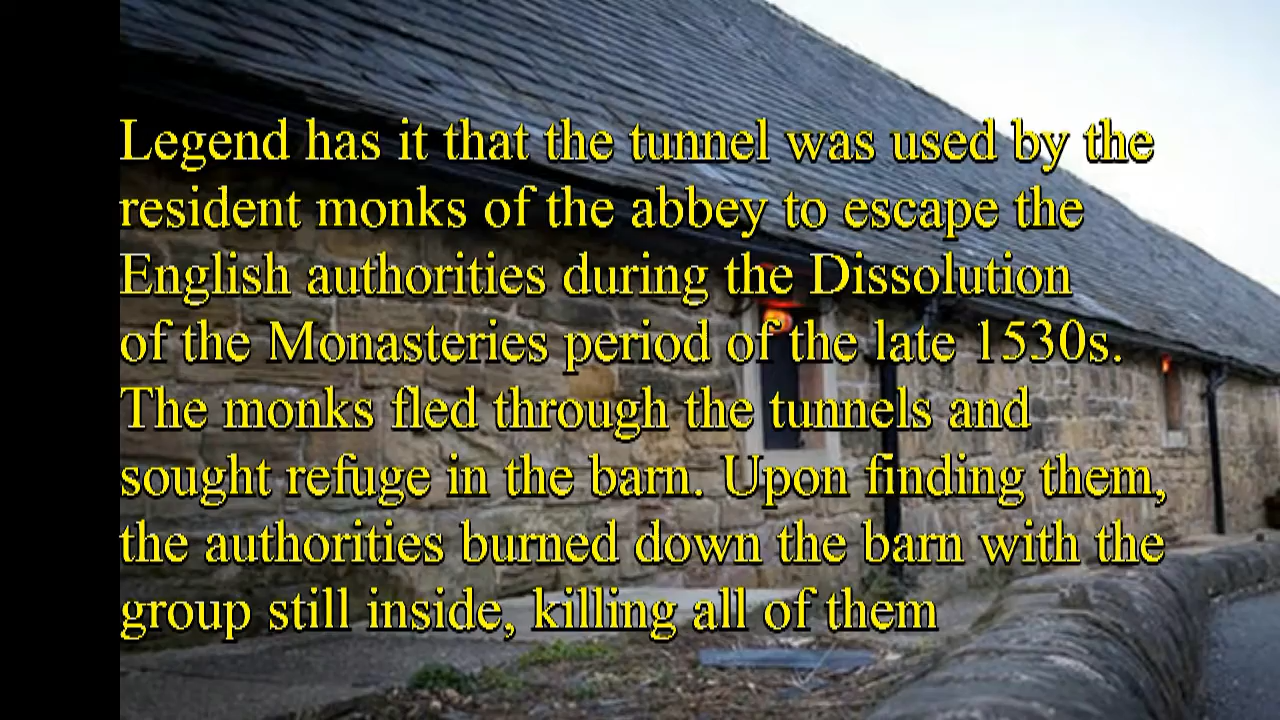 Legend has it that the tunnel was used by the
resident monks of the abbey to escape the
English authorities during the Dissolution
of the Monasteries period of the late 1530s.
The monks fled through the tunnels and
sought refuge in the barn. Upon finding them,
the authorities burned down the barn with the
group still inside, killing all of them